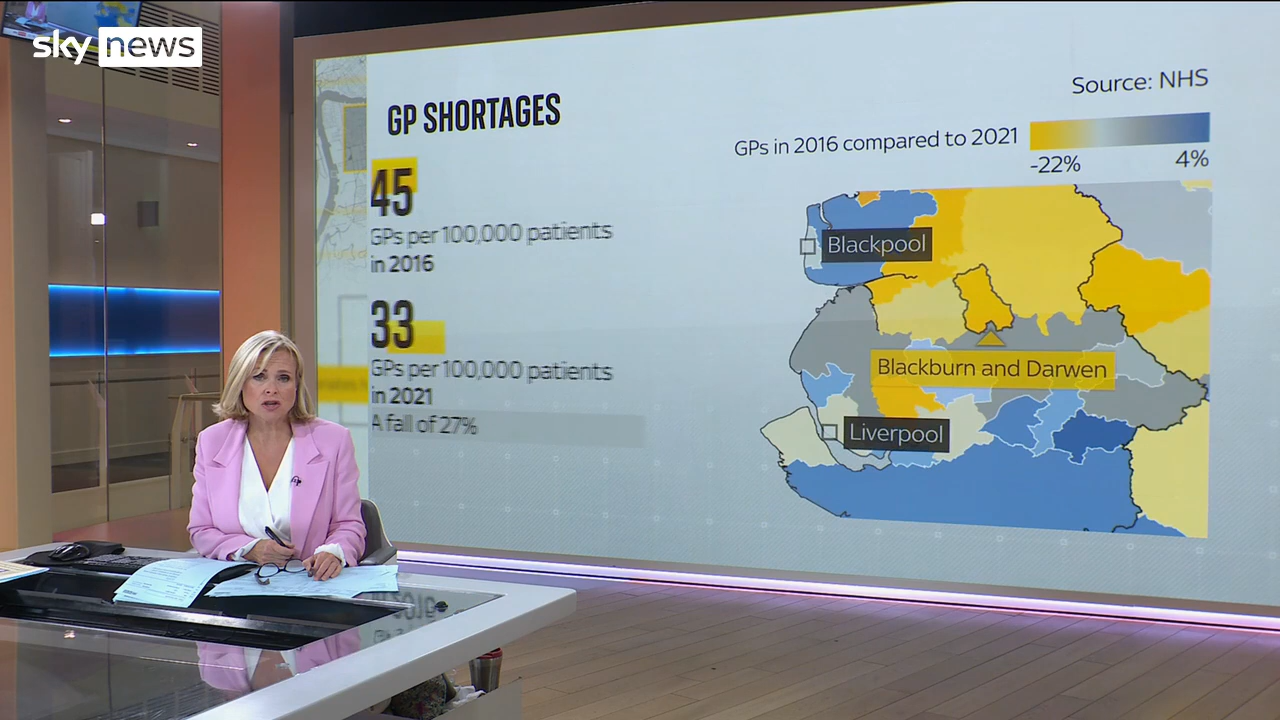 sky news
GP SHORTAGES
45
GPs per 100,000 patients
in 2016
33
GPs per 100,000 patients
in 2021
A fall of 27%
Source: NHS
GPs in 2016 compared to 2021
-22%
4%
Blackpool
Blackburn and Darwen
Liverpool